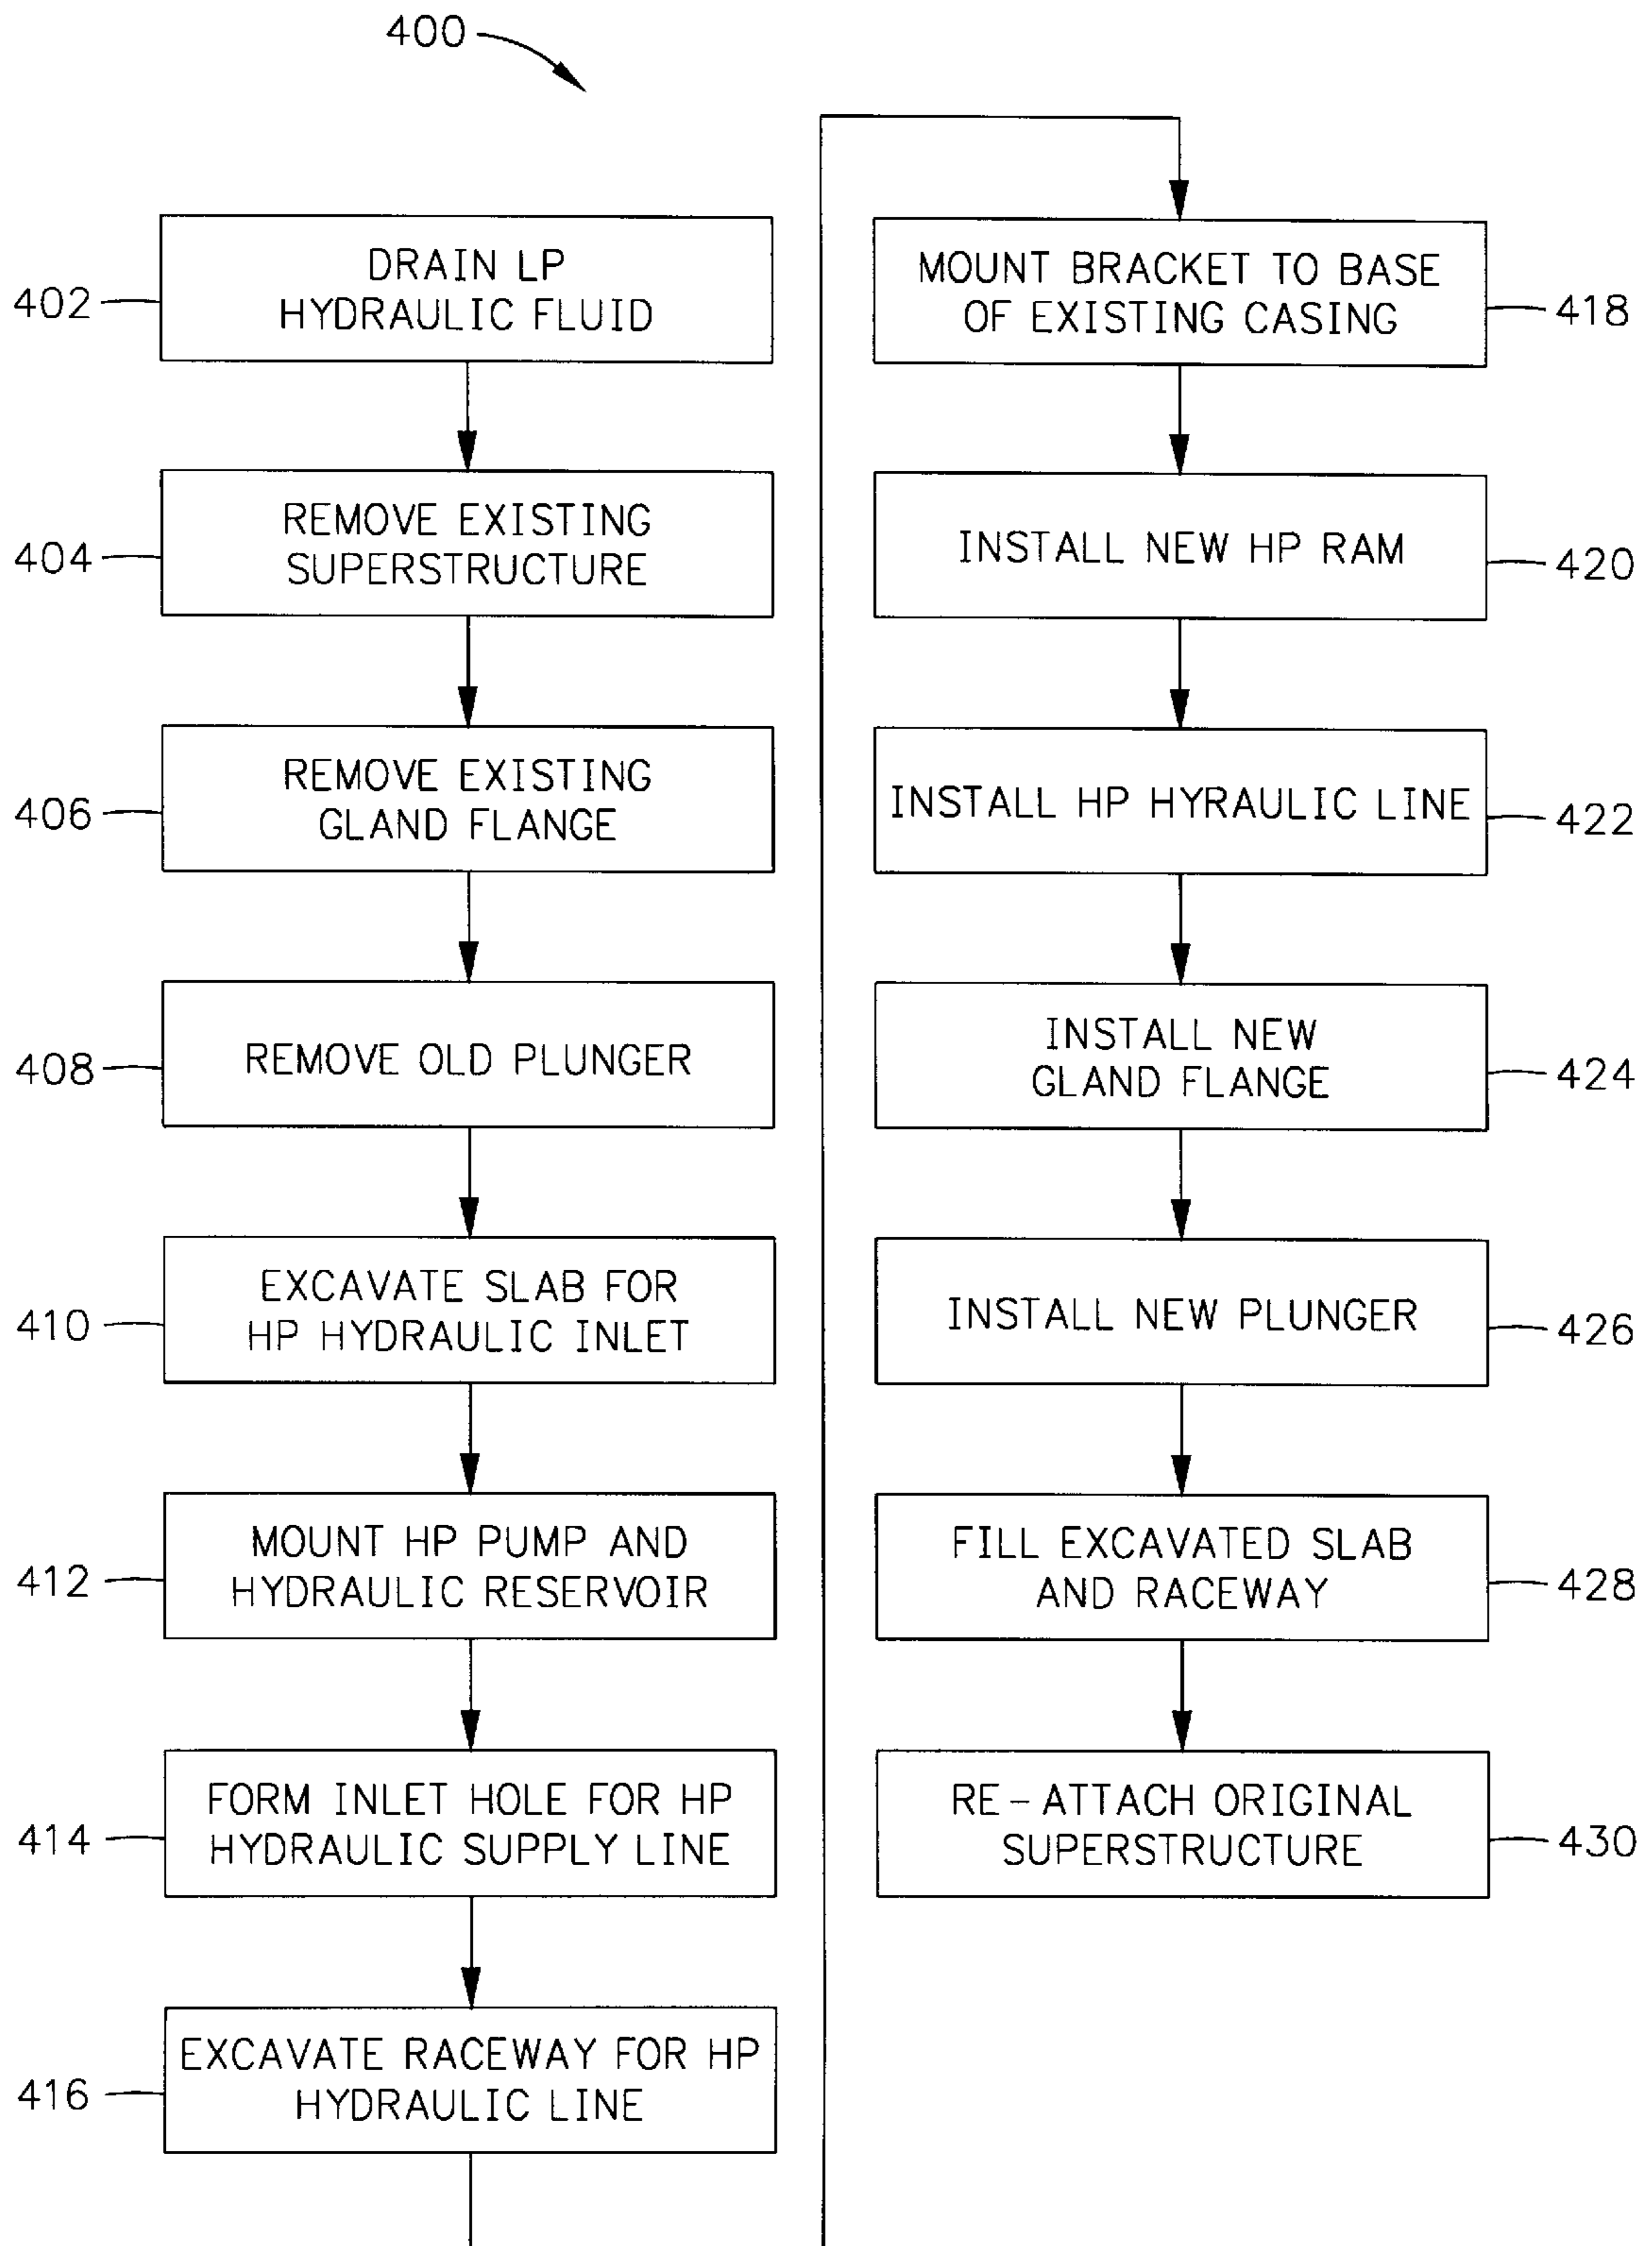 400
402
DRAIN LP
HYDRAULIC FLUID
404
REMOVE EXISTING
SUPERSTRUCTURE
406
REMOVE EXISTING
GLAND FLANGE
408
REMOVE OLD PLUNGER
410
EXCAVATE SLAB FOR
HP HYDRAULIC INLET
412
MOUNT HP PUMP AND
HYDRAULIC RESERVOIR
414
FORM INLET HOLE FOR HP
HYDRAULIC SUPPLY LINE
416
EXCAVATE RACEWAY FOR HP
HYDRAULIC LINE
MOUNT BRACKET TO BASE
OF EXISTING CASING
418
INSTALL NEW HP RAM
420
INSTALL HP HYRAULIC LINE
422
INSTALL NEW
GLAND FLANGE
424
INSTALL NEW PLUNGER
426
FILL EXCAVATED SLAB
AND RACEWAY
428
RE-ATTACH ORIGINAL
SUPERSTRUCTURE
430